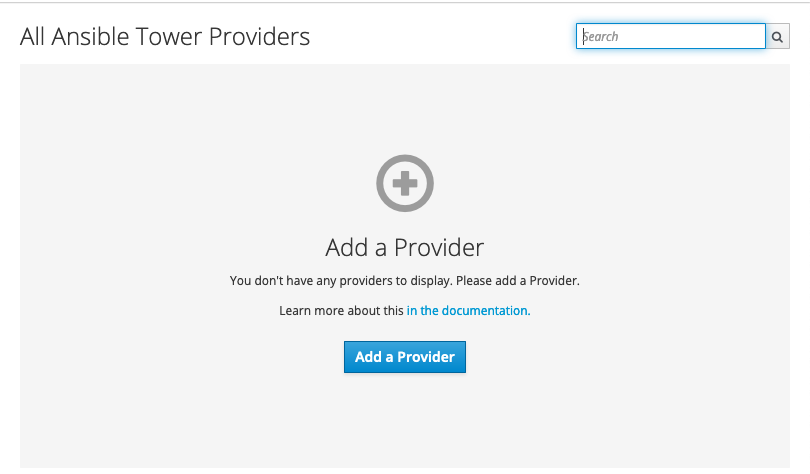 All Ansible Tower Providers
Search
Add a Provider
You don't have any providers to display. Please add a Provider.
Learn more about this in the documentation.
Add a Provider